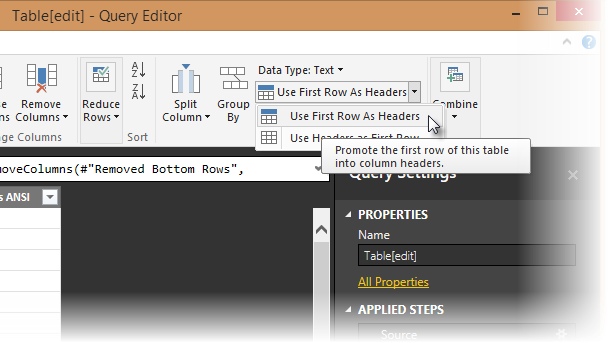 Table[edit] - Query Editor
Remove Columns
Reduce Rows
Sort
Split Column
Group By
Data Type: Text
Use First Row As Headers
Combine
Use First Row As Headers
Use Headers as First Row
Promote the first row of this table
into column headers.
Columns
moveColumns(#"Removed Bottom Rows",
Query Settings
s ANSI
PROPERTIES
Name
Table[edit]
All Properties
APPLIED STEPS
Source